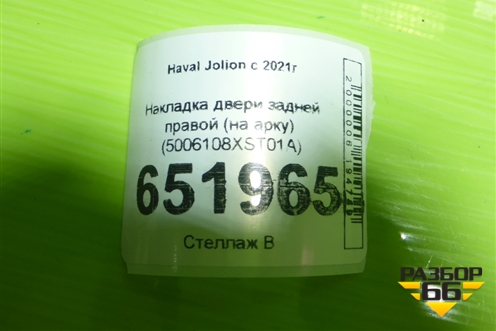 Haval Jolion с 2021г
Накладка двери задней
правой (на арку)
(5006108XST01A)
651965
Стеллаж В
РАЗБОР
66